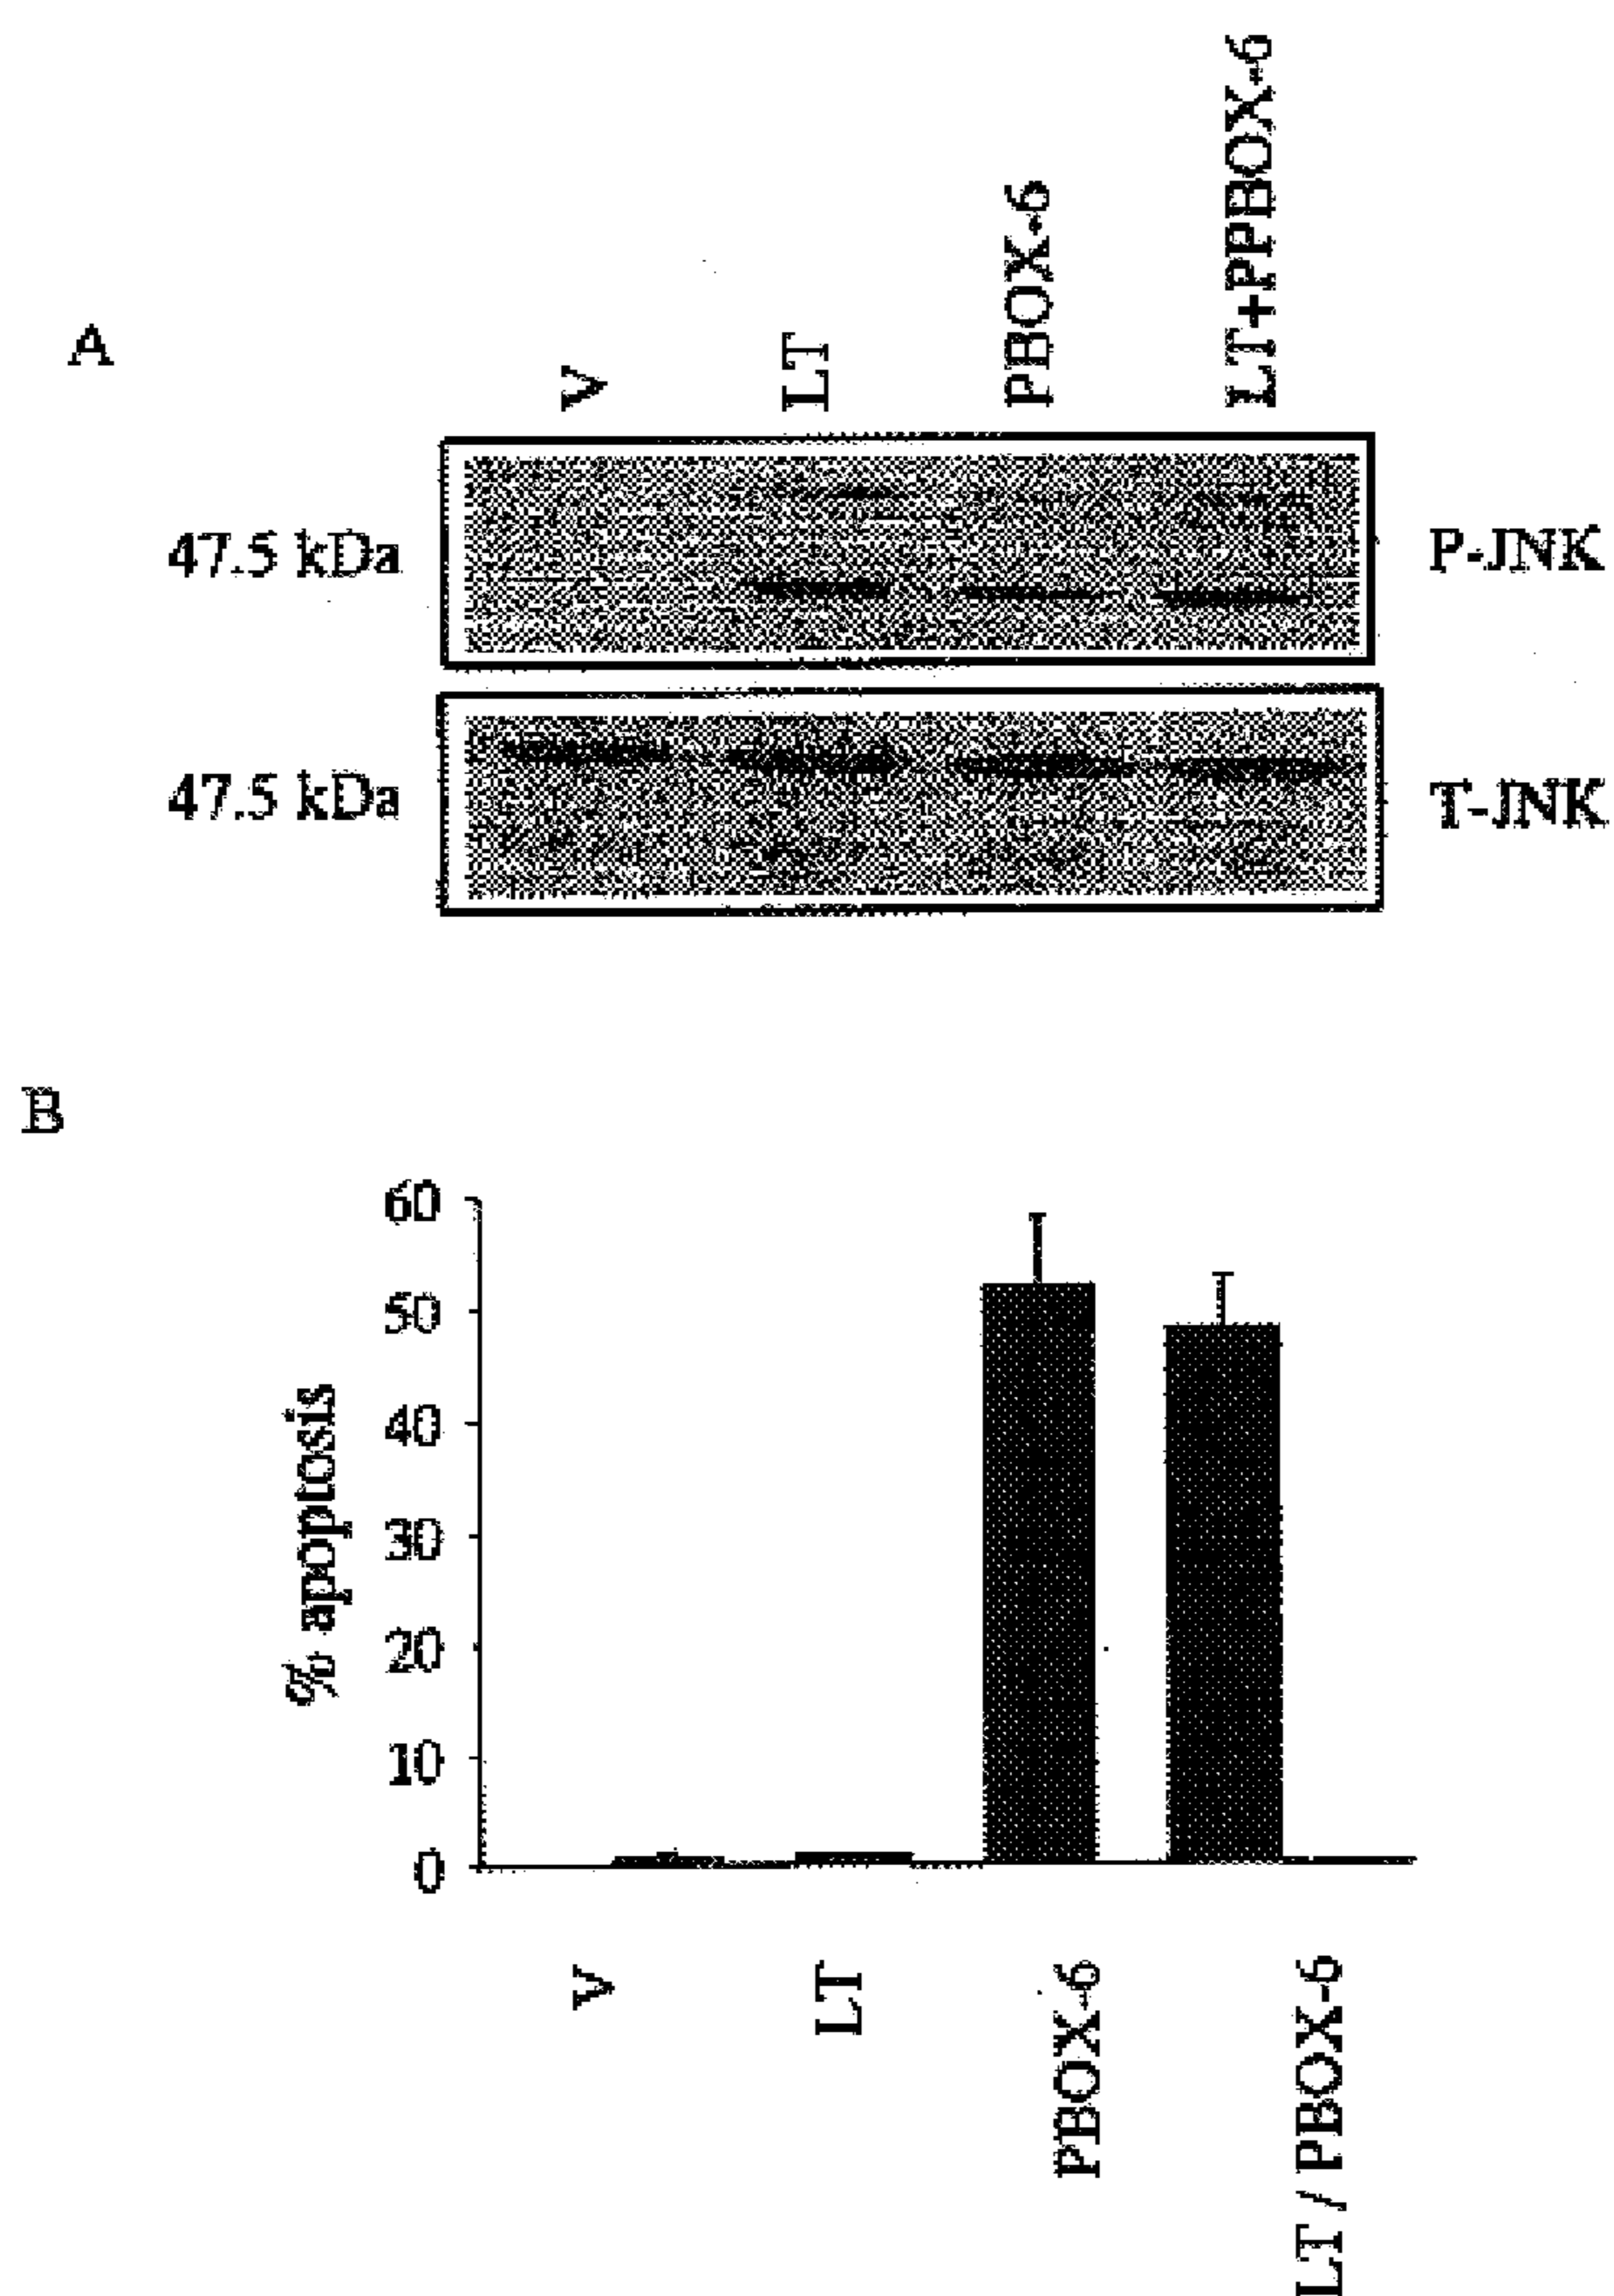 A
V
LT
PBOX-6
LT+PPBOX-6
47.5 kDa
P-JNK
47.5 kDa
T-JNK
B
% apoptosis
60
50
40
30
20
10
0
V
LT
PBOX-6
LT / PBOX-6